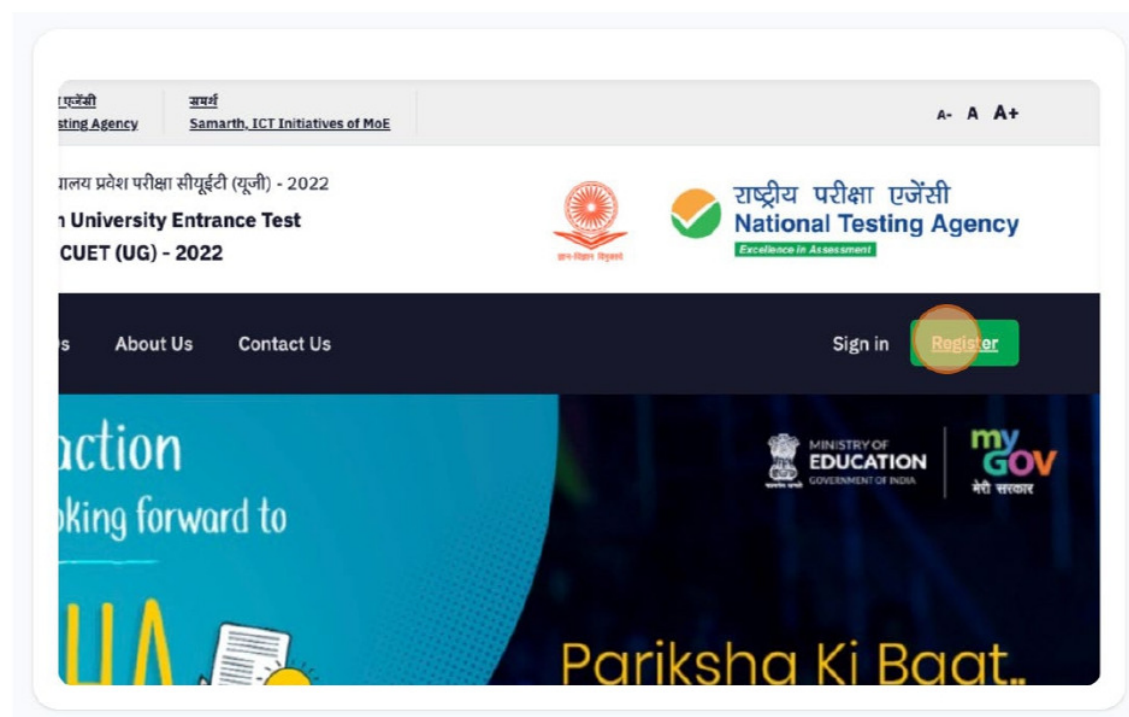 एजेंसी
sting Agency
समर्थ
Samarth, ICT Initiatives of MoE
A- A A+
यालय प्रवेश परीक्षा सीयूईटी (यूजी) - 2022
n University Entrance Test
CUET (UG) - 2022
ज्ञान-विज्ञान विमुक्तये
राष्ट्रीय परीक्षा एजेंसी
National Testing Agency
Excellence in Assessment
s About Us Contact Us Sign in Register
action
oking forward to
HA
MINISTRY OF
EDUCATION
GOVERNMENT OF INDIA
my
GOV
मेरी सरकार
Pariksha Ki Baat..